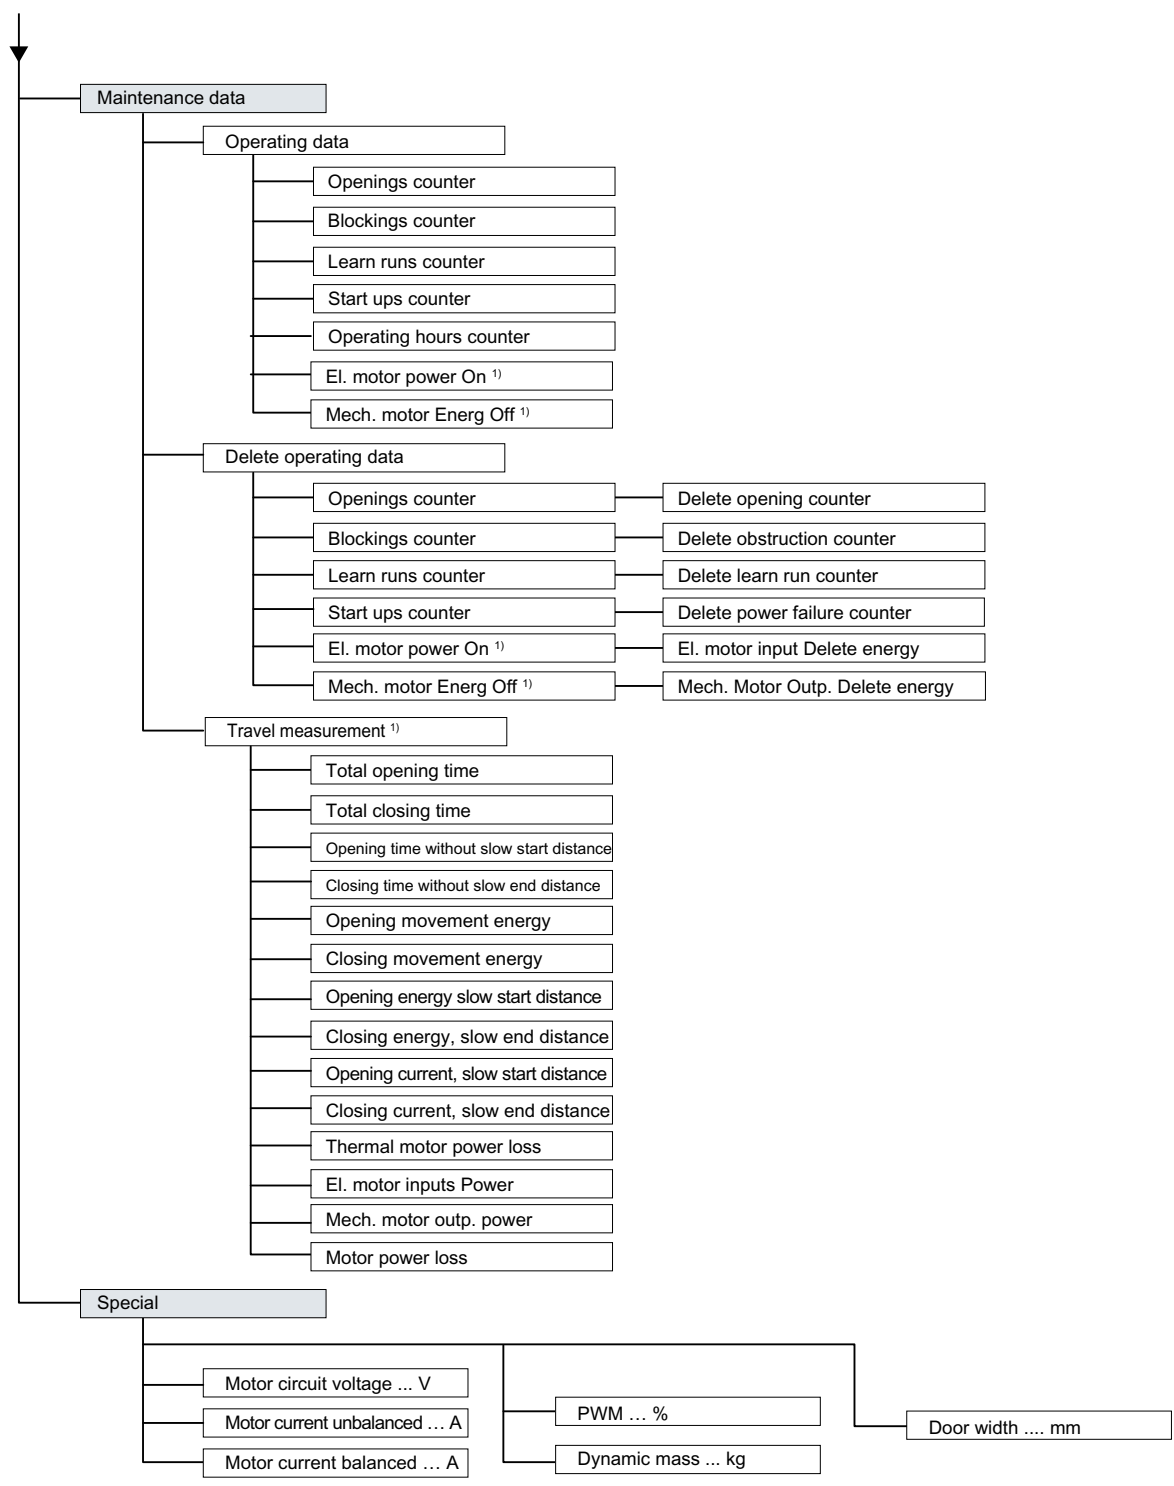 Maintenance data
Operating data
Openings counter
Blockings counter
Learn runs counter
Start ups counter
Operating hours counter
El. motor power On 1)
Mech. motor Energ Off 1)
Delete operating data
Openings counter
Delete opening counter
Blockings counter
Delete obstruction counter
Learn runs counter
Delete learn run counter
Start ups counter
Delete power failure counter
El. motor power On 1)
El. motor input Delete energy
Mech. motor Energ Off 1)
Mech. Motor Outp. Delete energy
Travel measurement 1)
Total opening time
Total closing time
Opening time without slow start distance
Closing time without slow end distance
Opening movement energy
Closing movement energy
Opening energy slow start distance
Closing energy, slow end distance
Opening current, slow start distance
Closing current, slow end distance
Thermal motor power loss
El. motor inputs Power
Mech. motor outp. power
Motor power loss
Special
Motor circuit voltage ... V
Motor current unbalanced … A
Motor current balanced … A
PWM … %
Dynamic mass ... kg
Door width .... mm